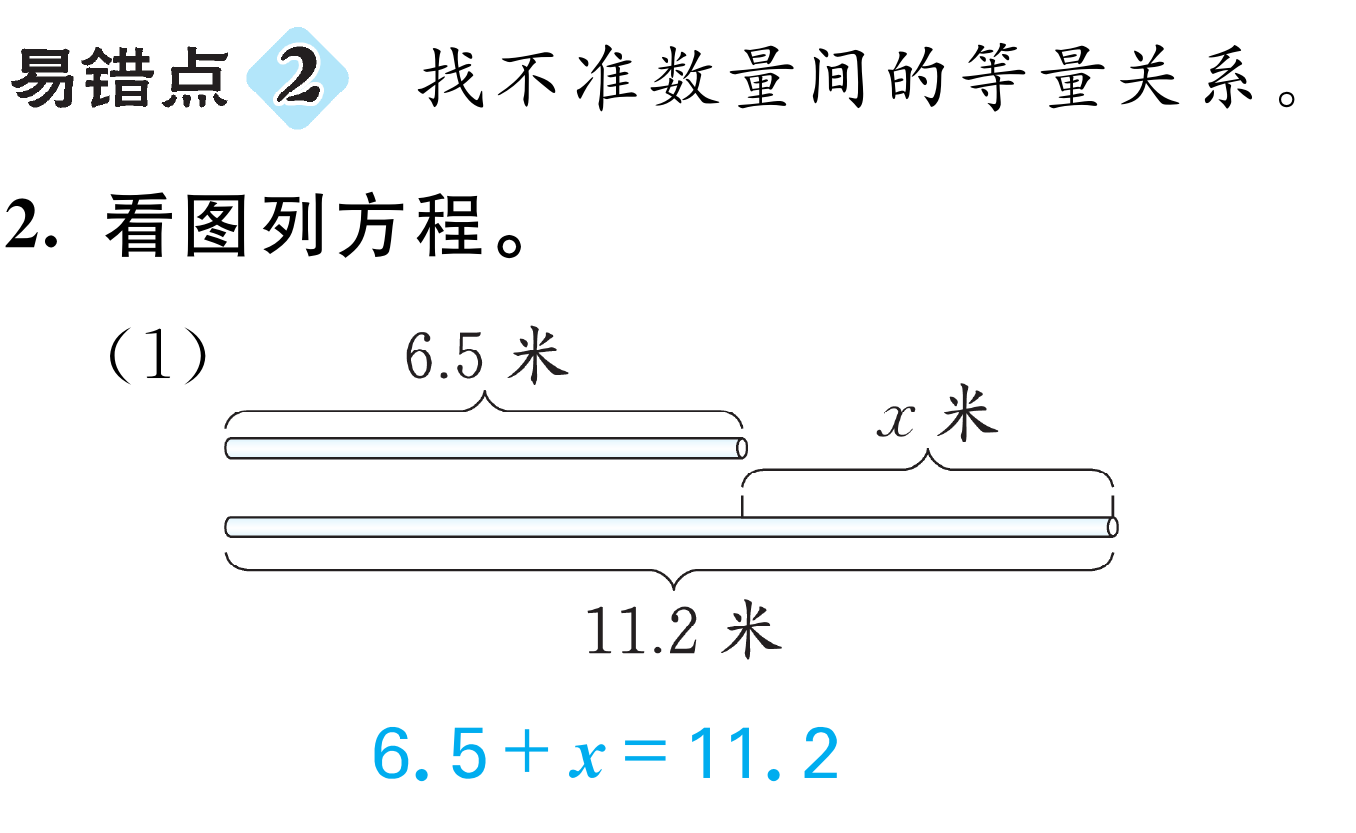 易错点 2 找不准数量间的等量关系。
2. 看图列方程。
(1) 6.5 米
x 米
11.2 米
6.5+x=11.2